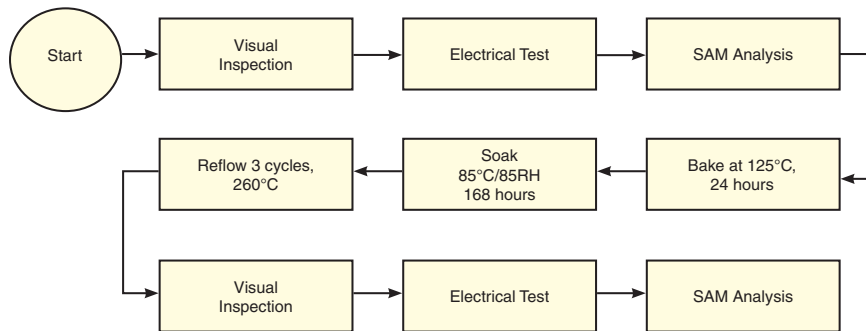 Start
Visual
Inspection
Electrical Test
SAM Analysis
Reflow 3 cycles,
260°C
Soak
85°C/85RH
168 hours
Bake at 125°C,
24 hours
Visual
Inspection
Electrical Test
SAM Analysis